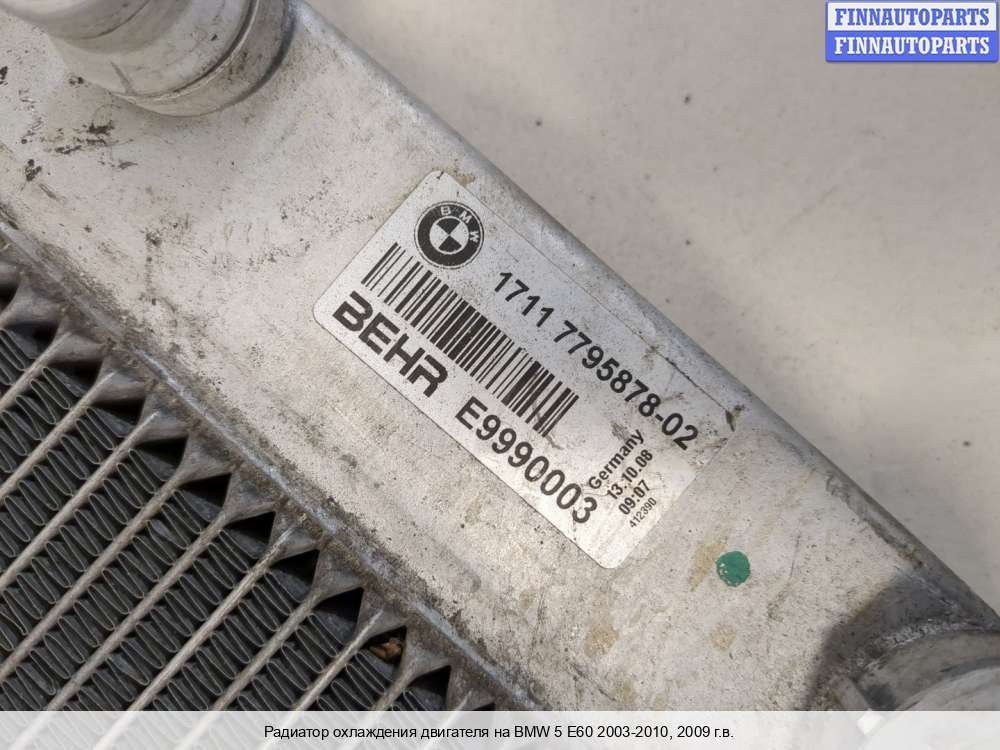 FINNAUTOPARTS
FINNAUTOPARTS
BMW
1711 7795878-02
BEHR E9990003
Germany
13.10.08
09:07
412390
Радиатор охлаждения двигателя на BMW 5 E60 2003-2010, 2009 г.в.